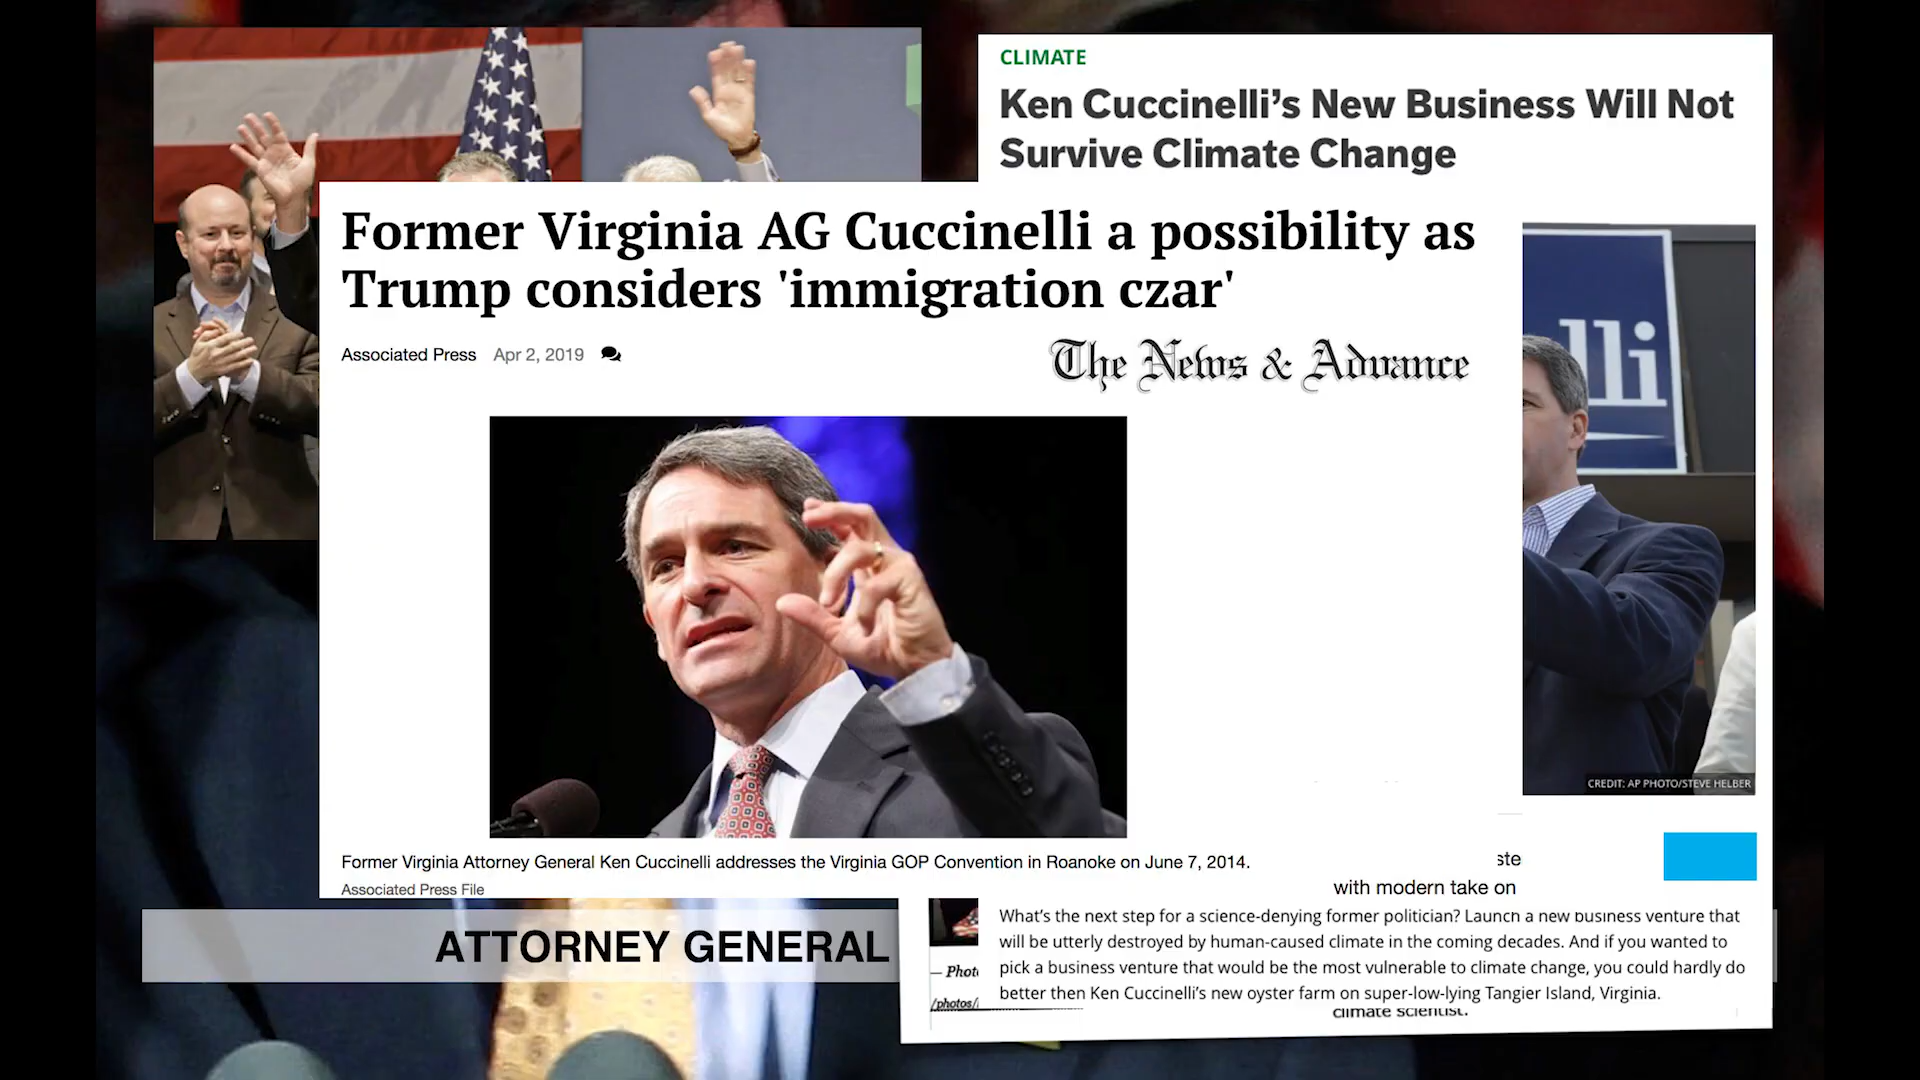 CLIMATE
Ken Cuccinelli’s New Business Will Not
Survive Climate Change
Former Virginia AG Cuccinelli a possibility as
Trump considers 'immigration czar'
Associated Press Apr 2, 2019
The News & Advance
lli
CREDIT: AP PHOTO/STEVE HELBER
Former Virginia Attorney General Ken Cuccinelli addresses the Virginia GOP Convention in Roanoke on June 7, 2014.
Associated Press File
ste
with modern take on
ATTORNEY GENERAL
What’s the next step for a science-denying former politician? Launch a new business venture that
will be utterly destroyed by human-caused climate in the coming decades. And if you wanted to
pick a business venture that would be the most vulnerable to climate change, you could hardly do
better then Ken Cuccinelli’s new oyster farm on super-low-lying Tangier Island, Virginia.
— Phot
/photos/
climate scientist.